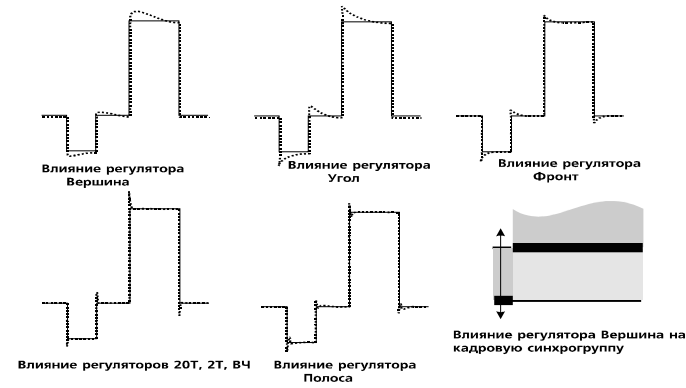 Влияние регулятора
Вершина
Влияние регулятора
Угол
Влияние регулятора
Фронт
Влияние регуляторов 20Т, 2Т, ВЧ
Влияние регулятора
Полоса
Влияние регулятора Вершина на
кадровую синхрогруппу